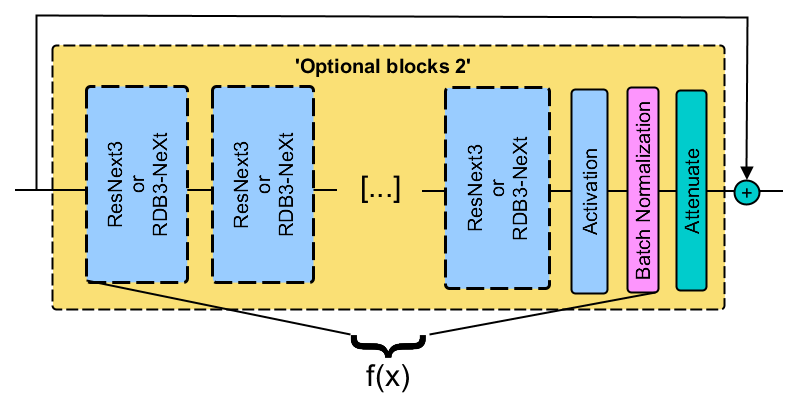 'Optional blocks 2'
ResNext3
or
RDB3-NeXt
ResNext3
or
RDB3-NeXt
[...]
ResNext3
or
RDB3-NeXt
Activation
Batch Normalization
Attenuate
+
f(x)